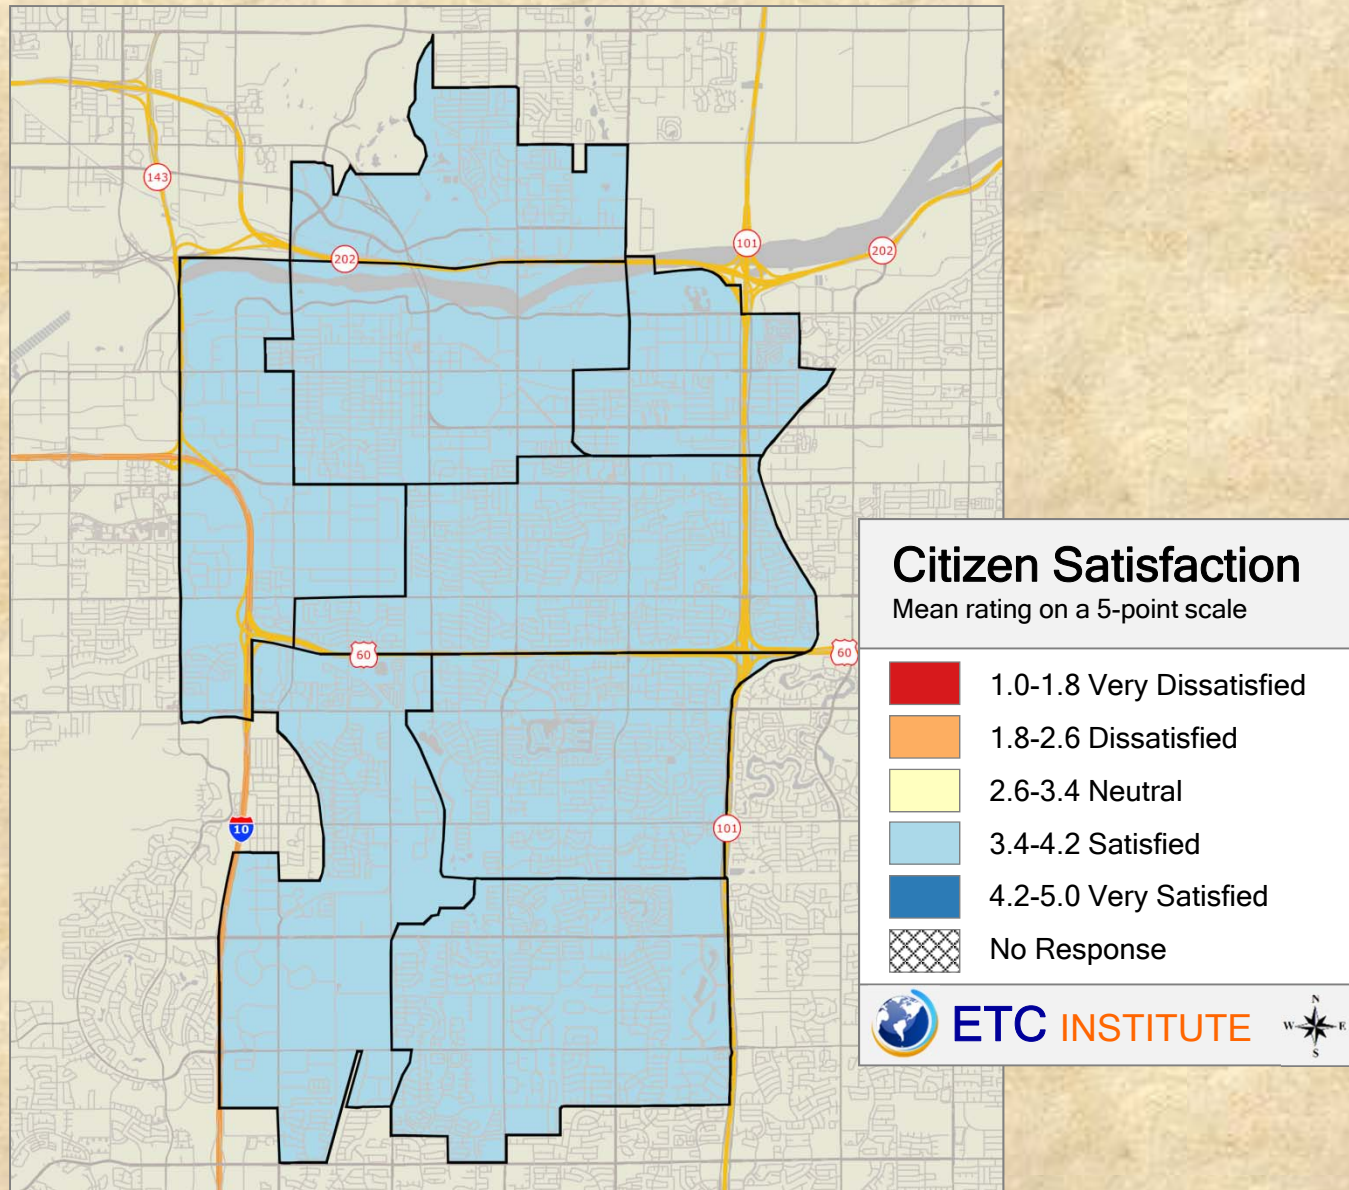 143
202
101
202
60
60
10
101
Citizen Satisfaction
Mean rating on a 5-point scale
1.0-1.8 Very Dissatisfied
1.8-2.6 Dissatisfied
2.6-3.4 Neutral
3.4-4.2 Satisfied
4.2-5.0 Very Satisfied
No Response
ETC INSTITUTE
N
W E
S